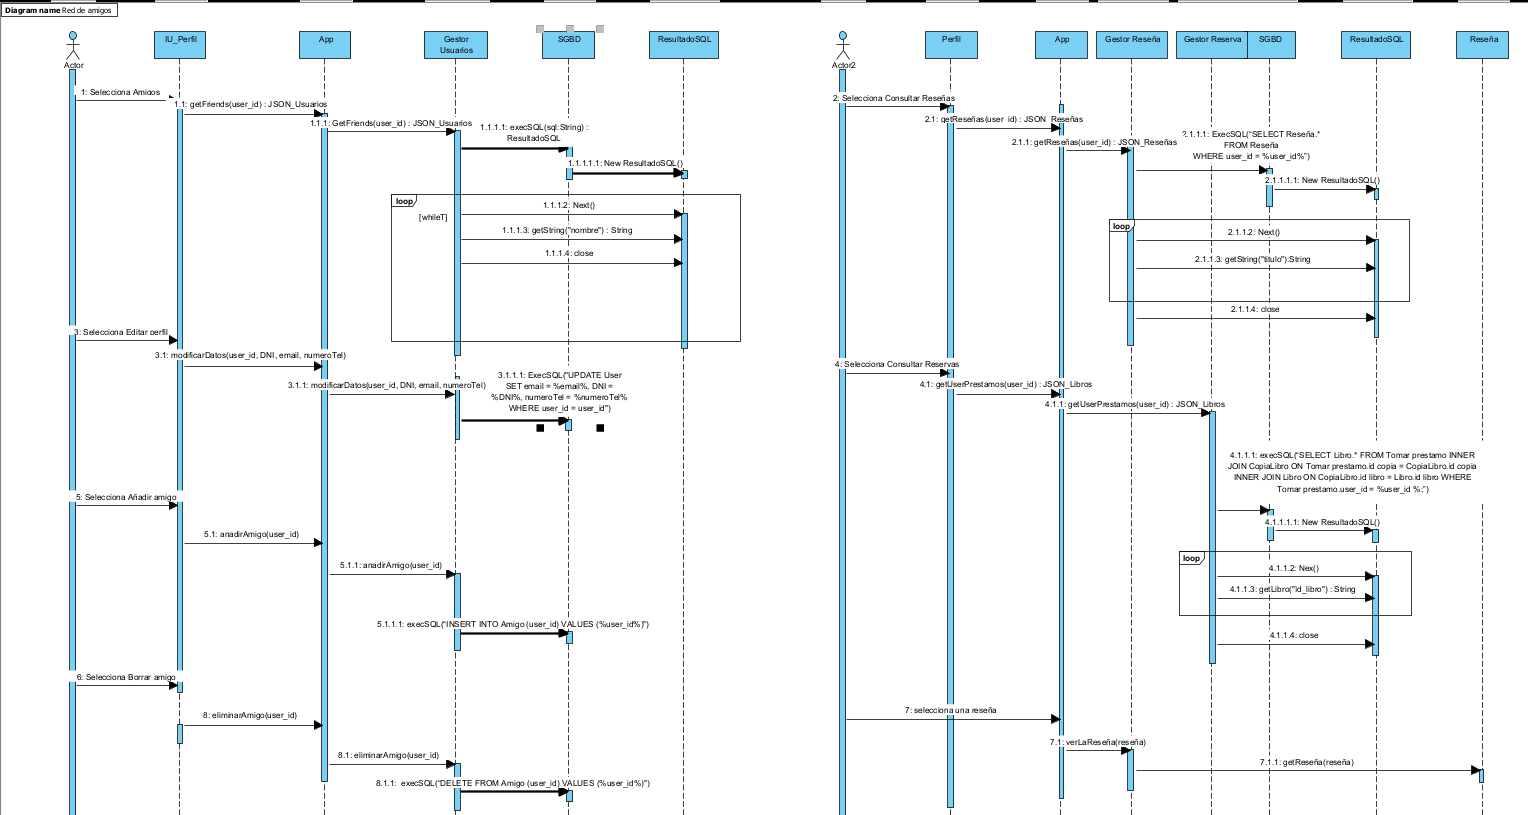 Diagram name Red de amigos
Actor
IU_Perfil
App
Gestor
Usuarios
SGBD
ResultadoSQL
1: Selecciona Amigos
1.1: getFriends(user_id) : JSON_Usuarios
1.1.1: GetFriends(user_id) : JSON_Usuarios
1.1.1.1: execSQL(sql:String) :
ResultadoSQL
1.1.1.1.1: New ResultadoSQL()
loop
[whileT]
1.1.1.2: Next()
1.1.1.3: getString("nombre") : String
1.1.1.4: close
3: Selecciona Editar perfil
3.1: modificarDatos(user_id, DNI, email, numeroTel)
3.1.1: modificarDatos(user_id, DNI, email, numeroTel)
3.1.1.1: ExecSQL("UPDATE User
SET email = %email%, DNI =
%DNI%, numeroTel = %numeroTel%
WHERE user_id = user_id")
5: Selecciona Añadir amigo
5.1: anadirAmigo(user_id)
5.1.1: anadirAmigo(user_id)
5.1.1.1: execSQL("INSERT INTO Amigo (user_id) VALUES (%user_id%)")
6: Selecciona Borrar amigo
8: eliminarAmigo(user_id)
8.1: eliminarAmigo(user_id)
8.1.1: execSQL("DELETE FROM Amigo (user_id) VALUES (%user_id%)")
Actor2
Perfil
App
Gestor Reseña
Gestor Reserva
SGBD
ResultadoSQL
Reseña
2: Selecciona Consultar Reseñas
2.1: getReseñas(user_id) : JSON_Reseñas
2.1.1: getReseñas(user_id) : JSON_Reseñas
2.1.1.1: ExecSQL("SELECT Reseña.*
FROM Reseña
WHERE user_id = %user_id%")
2.1.1.1.1: New ResultadoSQL()
loop
2.1.1.2: Next()
2.1.1.3: getString("titulo"):String
2.1.1.4: close
4: Selecciona Consultar Reservas
4.1: getUserPrestamos(user_id) : JSON_Libros
4.1.1: getUserPrestamos(user_id) : JSON_Libros
4.1.1.1: execSQL("SELECT Libro.* FROM Tomar prestamo INNER
JOIN CopiaLibro ON Tomar prestamo.id copia = CopiaLibro.id copia
INNER JOIN Libro ON CopiaLibro.id libro = Libro.id libro WHERE
Tomar prestamo.user_id = %user_id %;")
4.1.1.1.1: New ResultadoSQL()
loop
4.1.1.2: Nex()
4.1.1.3: getLibro("id_libro") : String
4.1.1.4: close
7: selecciona una reseña
7.1: verLaReseña(reseña)
7.1.1: getReseña(reseña)